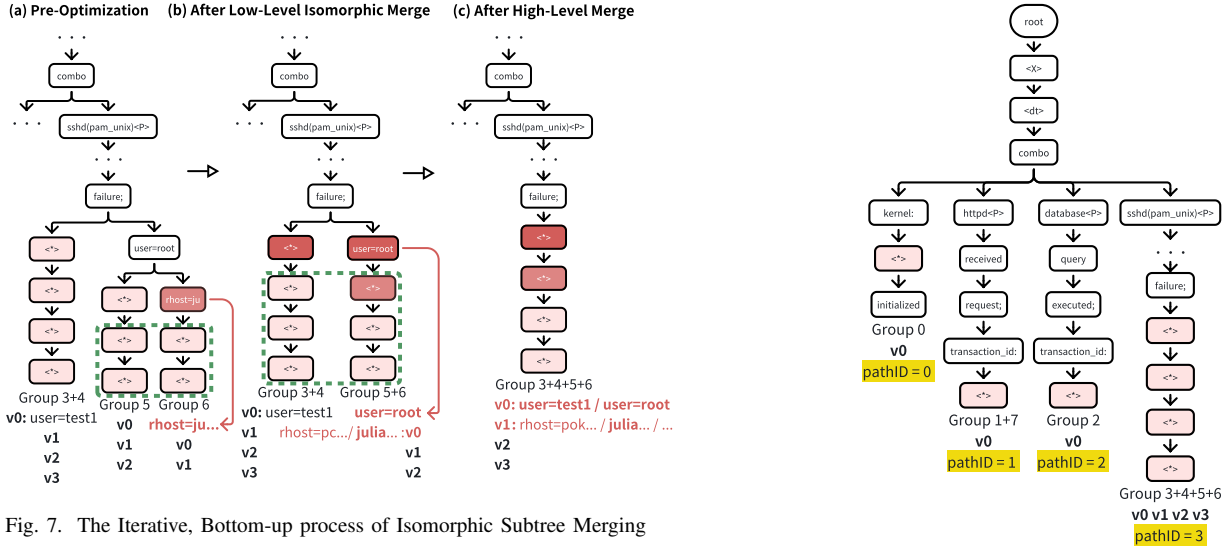 (a) Pre-Optimization
. . .
combo
. . .
sshd(pam_unix)<P>
. . .
failure;
<*>
user=root
<*>
<*>
rhost=ju
<*>
<*>
<*>
<*>
<*>
<*>
Group 3+4
Group 5
Group 6
v0: user=test1
v1
v2
v3
v0
v1
v2
rhost=ju...
v0
v1
(b) After Low-Level Isomorphic Merge
. . .
combo
. . .
sshd(pam_unix)<P>
. . .
failure;
<*>
user=root
<*>
<*>
<*>
<*>
<*>
<*>
Group 3+4
Group 5+6
v0: user=test1
user=root
v1
rhost=pc.../ julia... :v0
v2
v1
v3
v2
(c) After High-Level Merge
. . .
combo
. . .
sshd(pam_unix)<P>
. . .
failure;
<*>
<*>
<*>
<*>
Group 3+4+5+6
v0: user=test1 / user=root
v1: rhost=pok... / julia... / ...
v2
v3
Fig. 7. The Iterative, Bottom-up process of Isomorphic Subtree Merging
root
<X>
<dt>
combo
kernel:
<*>
initialized
Group 0
v0
pathID = 0
httpd<P>
received
request;
transaction_id:
<*>
Group 1+7
v0
pathID = 1
database<P>
query
executed;
transaction_id:
<*>
Group 2
v0
pathID = 2
sshd(pam_unix)<P>
. . .
failure;
<*>
<*>
<*>
<*>
Group 3+4+5+6
v0 v1 v2 v3
pathID = 3